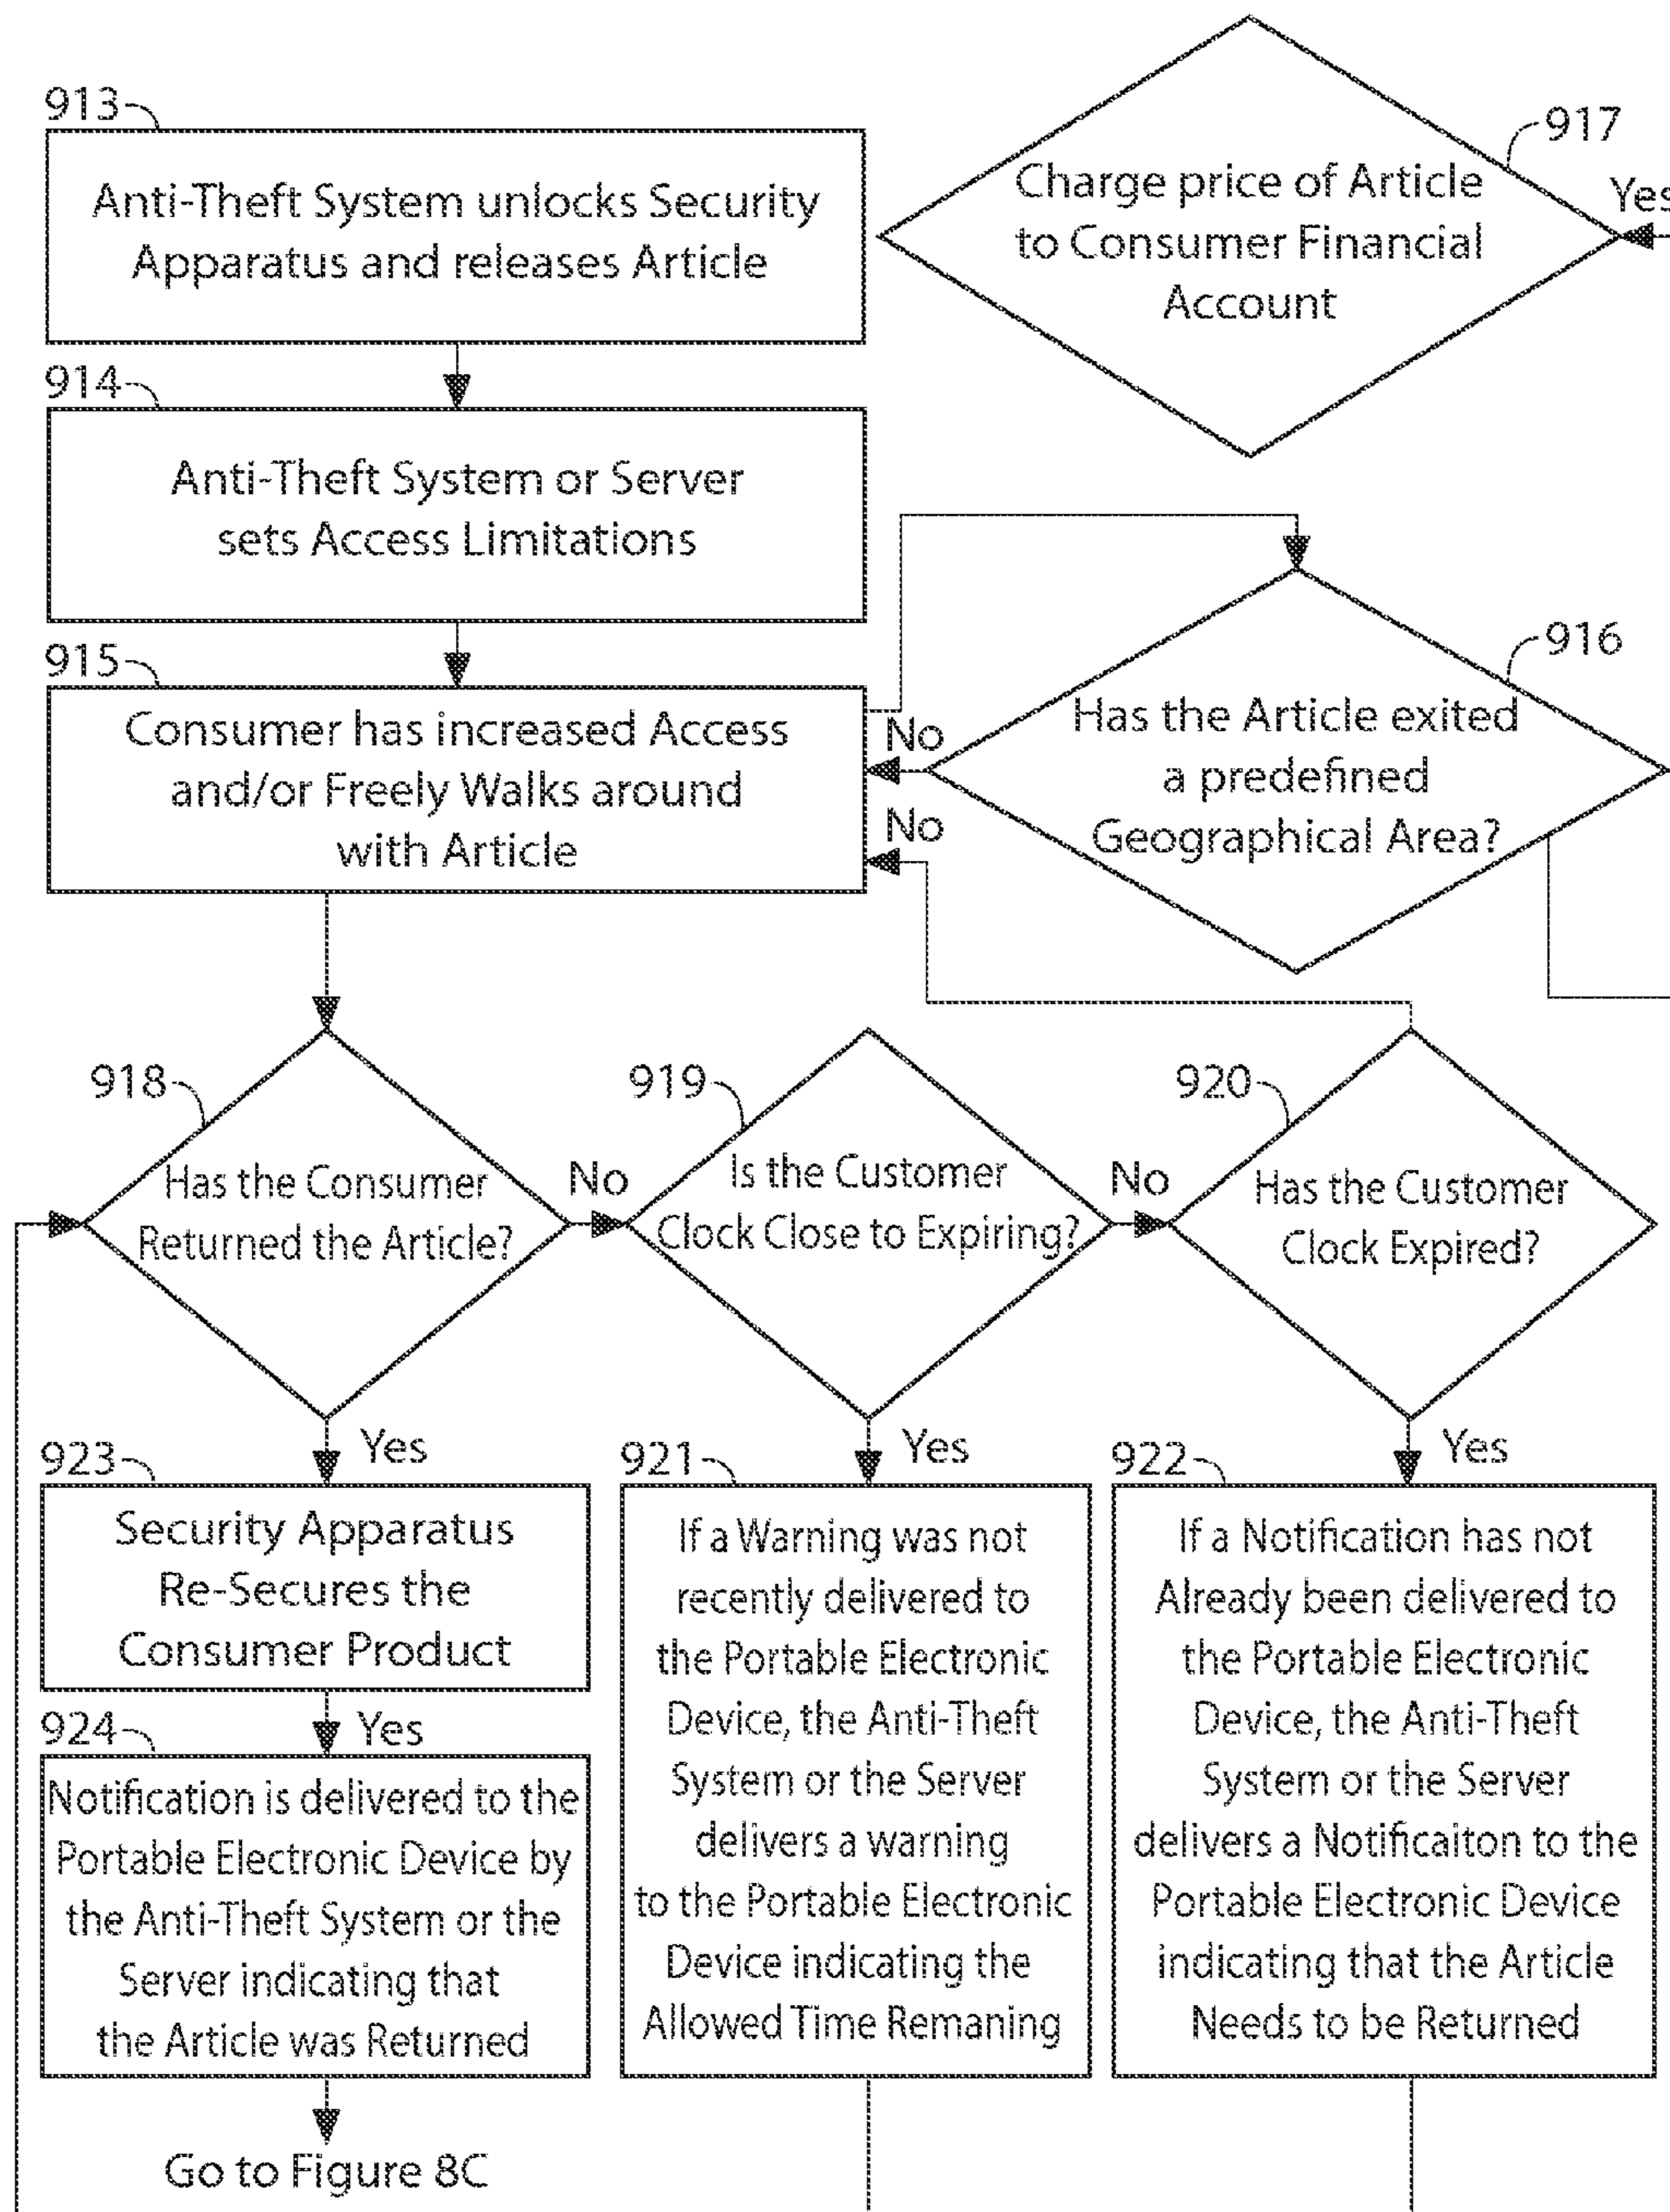 913
Anti-Theft System unlocks Security
Apparatus and releases Article
917
Charge price of Article
to Consumer Financial
Account
Yes
914
Anti-Theft System or Server
sets Access Limitations
915
Consumer has increased Access
and/or Freely Walks around
with Article
916
Has the Article exited
a predefined
Geographical Area?
No
No
918
Has the Consumer
Returned the Article?
No
919
Is the Customer
Clock Close to Expiring?
No
920
Has the Customer
Clock Expired?
Yes
Yes
Yes
923
Security Apparatus
Re-Secures the
Consumer Product
Yes
924
Notification is delivered to the
Portable Electronic Device by
the Anti-Theft System or the
Server indicating that
the Article was Returned
Go to Figure 8C
921
If a Warning was not
recently delivered to
the Portable Electronic
Device, the Anti-Theft
System or the Server
delivers a warning
to the Portable Electronic
Device indicating the
Allowed Time Remaning
922
If a Notification has not
Already been delivered to
the Portable Electronic
Device, the Anti-Theft
System or the Server
delivers a Notificaiton to the
Portable Electronic Device
indicating that the Article
Needs to be Returned